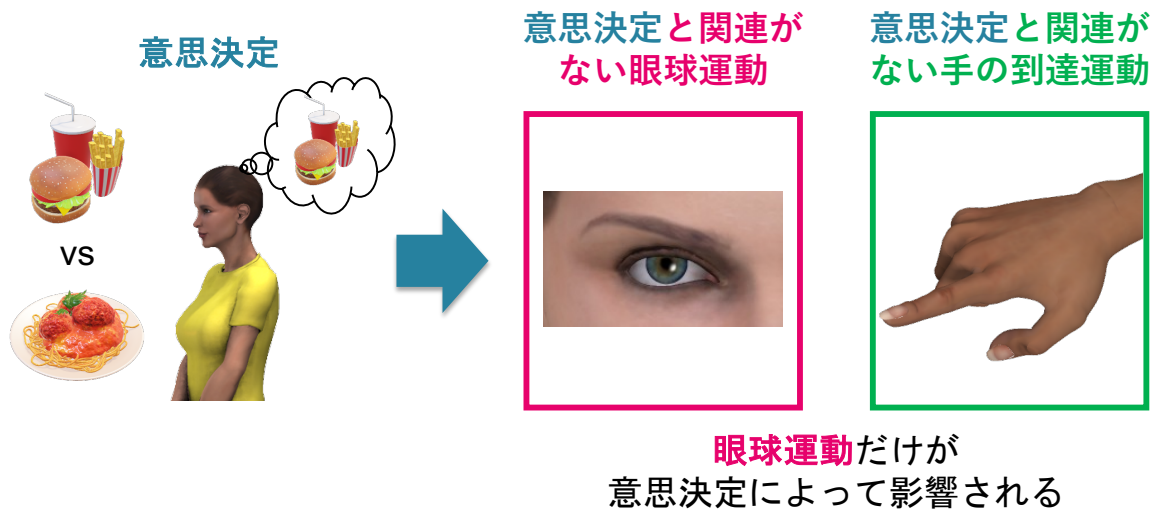 意思決定
vs
意思決定と関連が
ない眼球運動
意思決定と関連が
ない手の到達運動
眼球運動だけが
意思決定によって影響される